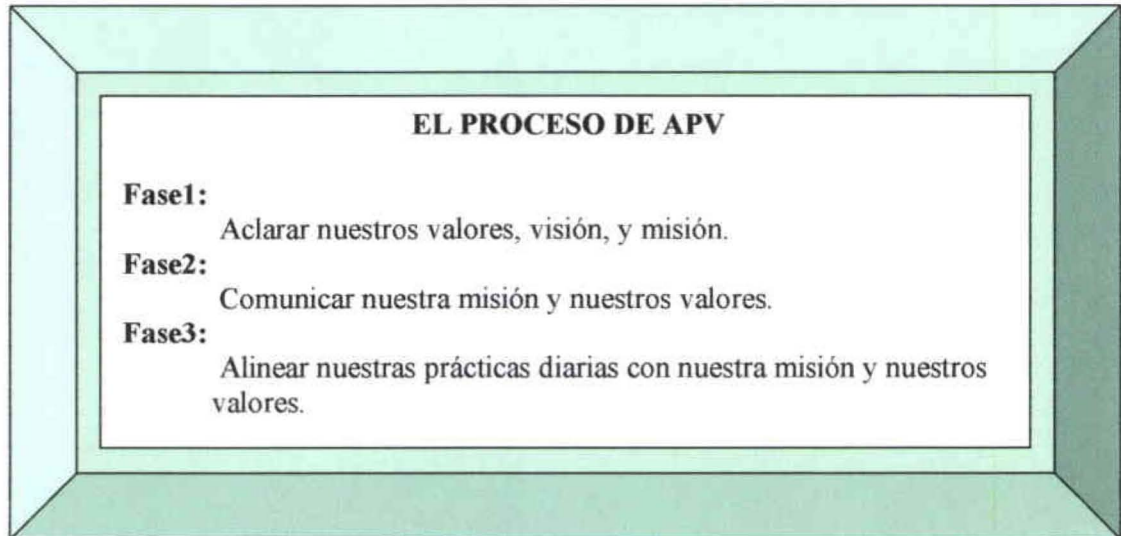 EL PROCESO DE APV
Fase1:
Aclarar nuestros valores, visión, y misión.
Fase2:
Comunicar nuestra misión y nuestros valores.
Fase3:
Alinear nuestras prácticas diarias con nuestra misión y nuestros
valores.